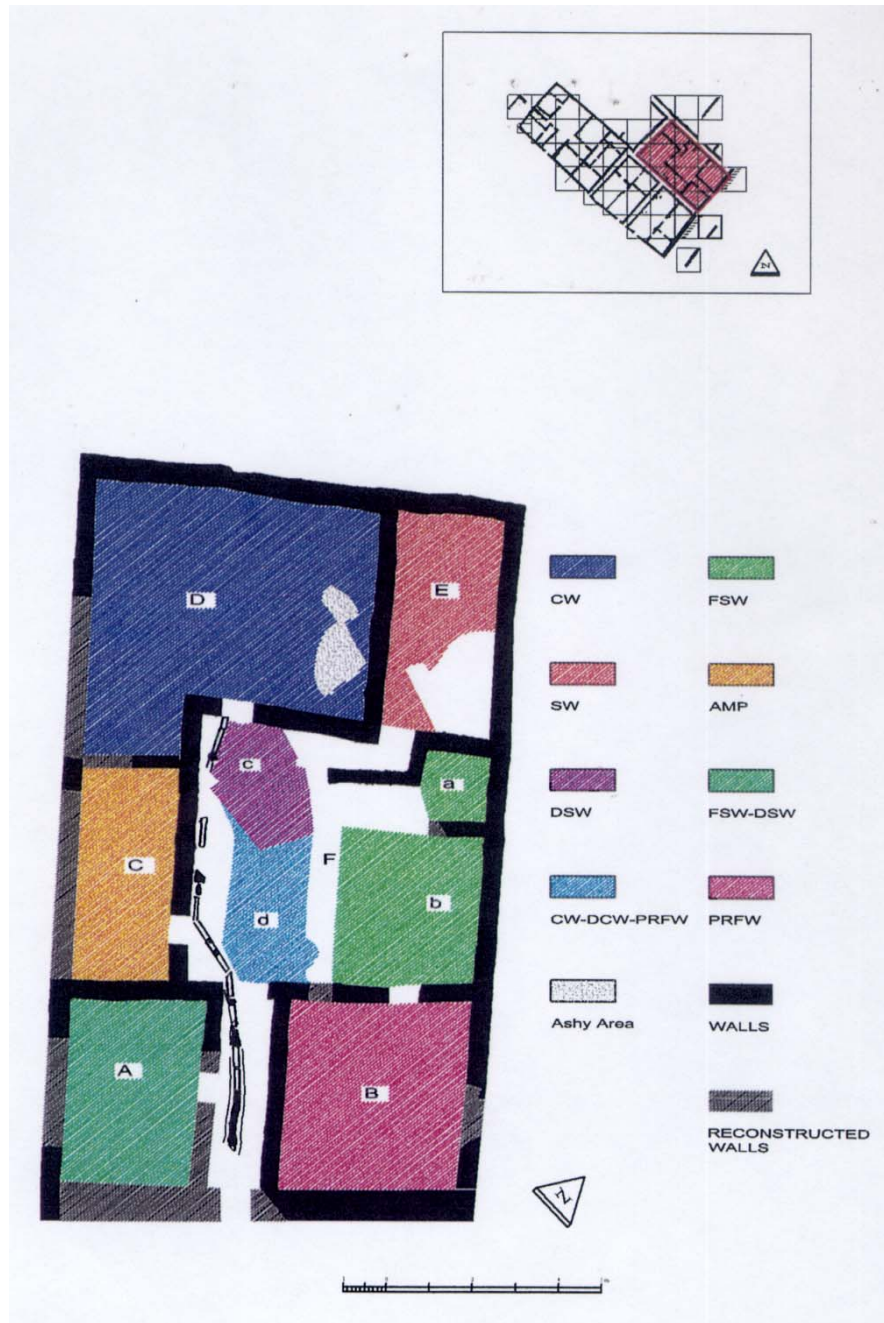 N
D
E
c
a
C
F
b
d
A
B
CW
FSW
SW
AMP
DSW
FSW-DSW
CW-DCW-PRFW
PRFW
Ashy Area
WALLS
RECONSTRUCTED
WALLS
N